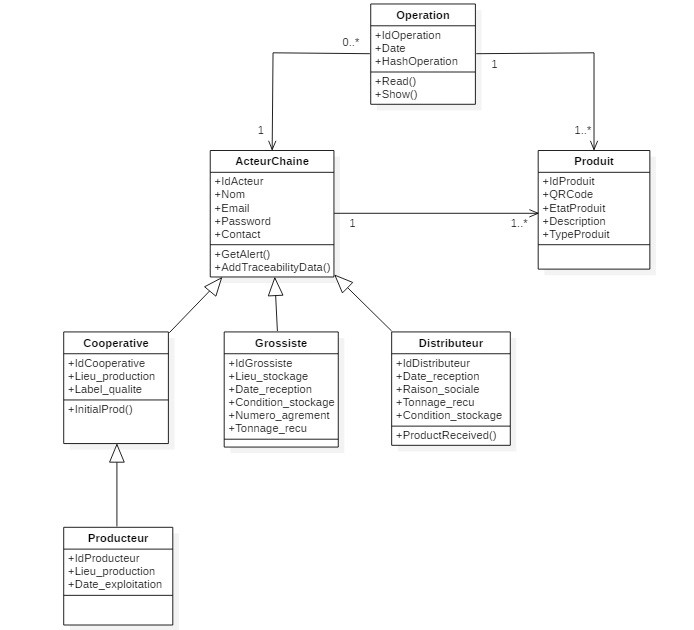 Operation
+IdOperation
+Date
+HashOperation
+Read()
+Show()
0..*
1
1
1..*
ActeurChaine
+IdActeur
+Nom
+Email
+Password
+Contact
+GetAlert()
+AddTraceabilityData()
1
1..*
Produit
+IdProduit
+QRCode
+EtatProduit
+Description
+TypeProduit
Cooperative
+IdCooperative
+Lieu_production
+Label_qualite
+InitialProd()
Grossiste
+IdGrossiste
+Lieu_stockage
+Date_reception
+Condition_stockage
+Numero_agrement
+Tonnage_recu
Distributeur
+IdDistributeur
+Date_reception
+Raison_sociale
+Tonnage_recu
+Condition_stockage
+ProductReceived()
Producteur
+IdProducteur
+Lieu_production
+Date_exploitation